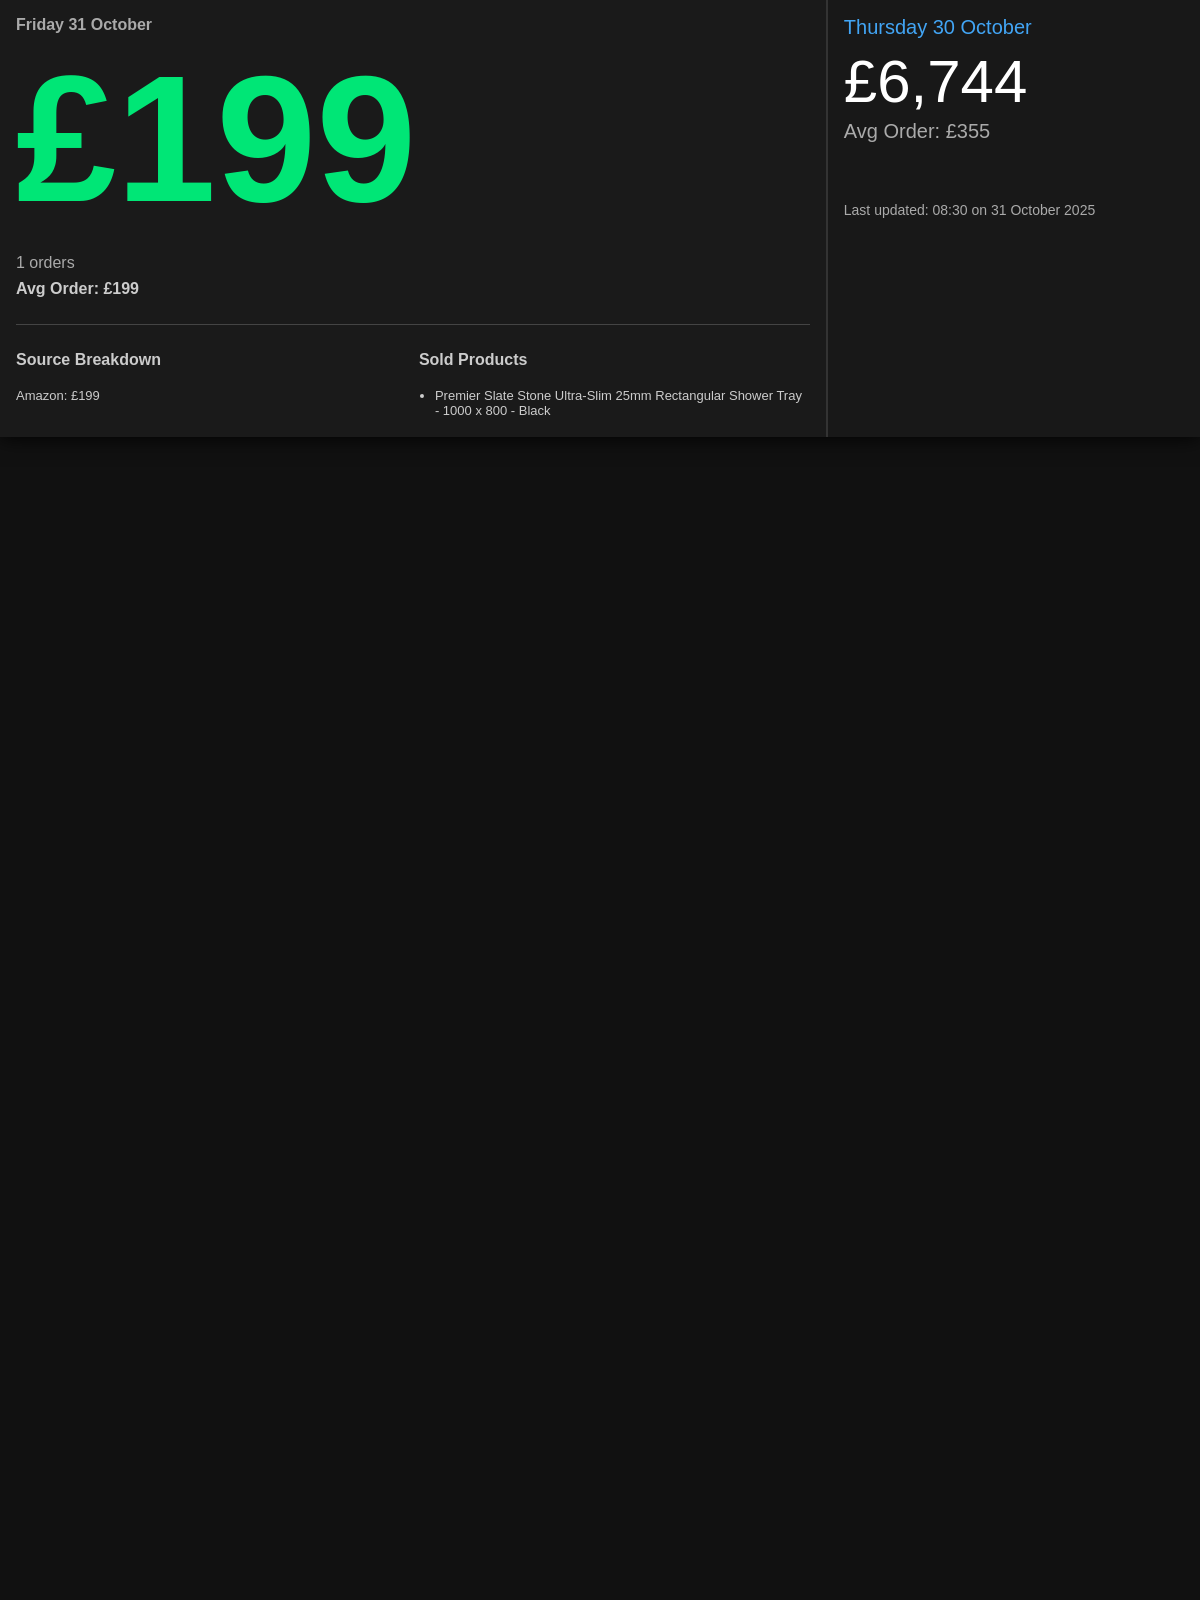 Friday 31 October
£199
1 orders
Avg Order: £199
Source Breakdown
Amazon: £199
Sold Products
• Premier Slate Stone Ultra-Slim 25mm Rectangular Shower Tray
- 1000 x 800 - Black
Thursday 30 October
£6,744
Avg Order: £355
Last updated: 08:30 on 31 October 2025